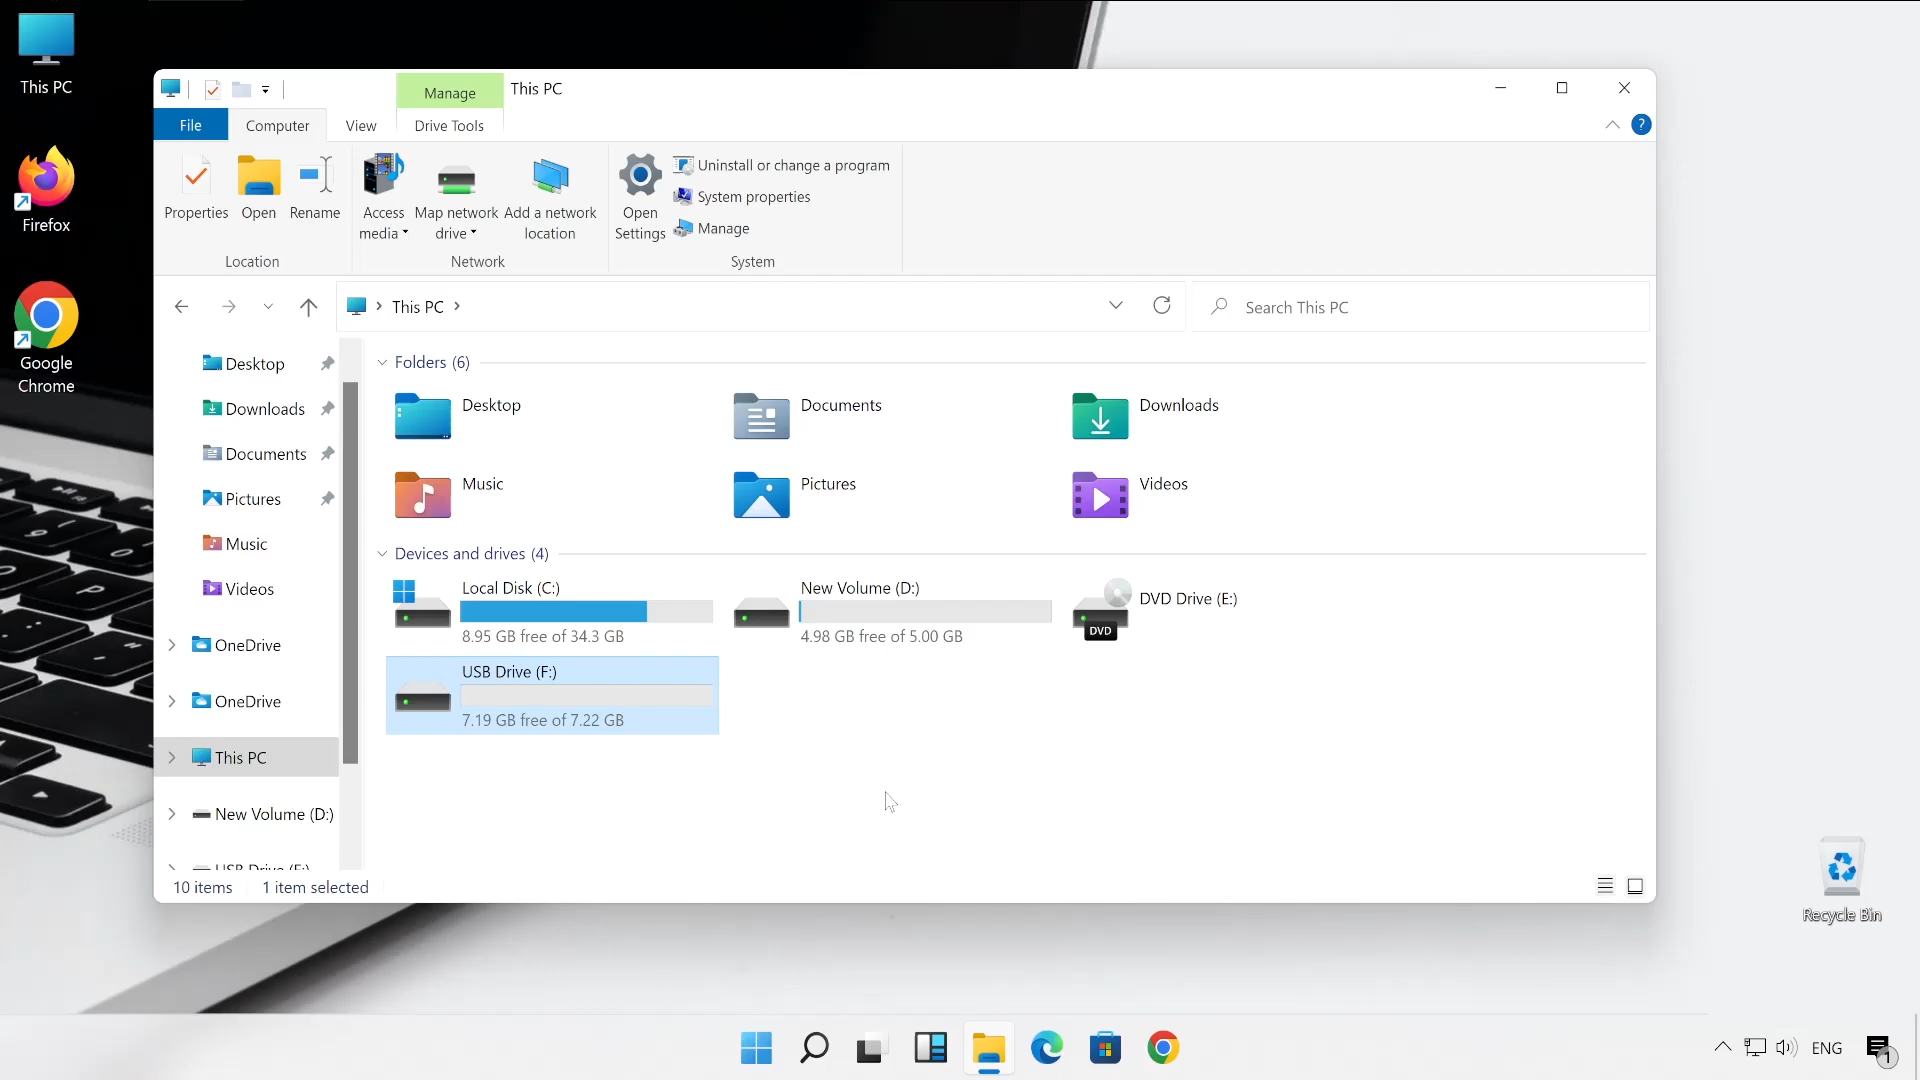 This PC
Firefox
Google
Chrome
Recycle Bin
Manage
This PC
File
Computer
View
Drive Tools
?
Properties
Open
Rename
Location
Access
media
Map network
drive
Add a network
location
Network
Open
Settings
Uninstall or change a program
System properties
Manage
System
This PC
Search This PC
Desktop
Downloads
Documents
Pictures
Music
Videos
OneDrive
OneDrive
This PC
New Volume (D:)
USB Drive (F:)
Folders (6)
Desktop
Documents
Downloads
Music
Pictures
Videos
Devices and drives (4)
Local Disk (C:)
8.95 GB free of 34.3 GB
New Volume (D:)
4.98 GB free of 5.00 GB
DVD
DVD Drive (E:)
USB Drive (F:)
7.19 GB free of 7.22 GB
10 items
1 item selected
ENG
1